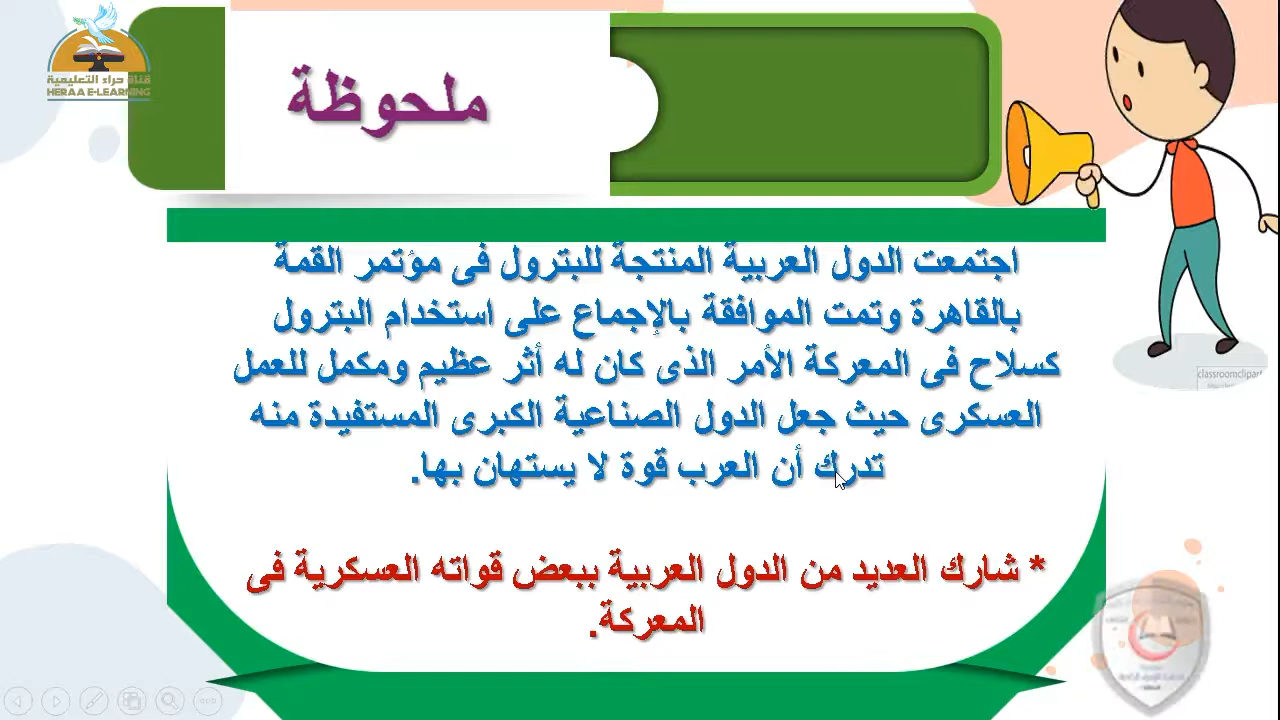 قناة حراء التعليمية
HERAA E-LEARNING
ملحوظة
اجتمعت الدول العربية المنتجة للبترول فى مؤتمر القمة
بالقاهرة وتمت الموافقة بالإجماع على استخدام البترول
كسلاح فى المعركة الأمر الذى كان له أثر عظيم ومكمل للعمل
العسكرى حيث جعل الدول الصناعية الكبرى المستفيدة منه
تدرك أن العرب قوة لا يستهان بها.
* شارك العديد من الدول العربية ببعض قواته العسكرية فى
المعركة.
classroomclipart